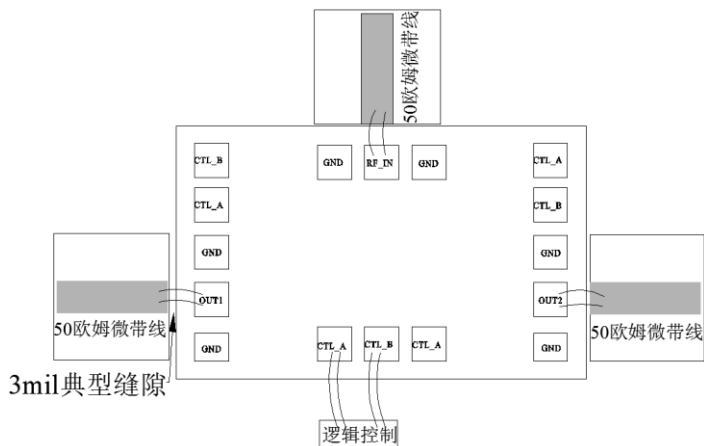 50欧姆微带线
CTL_B
GND
RF_IN
GND
CTL_A
CTL_A
CTL_B
GND
GND
OUT1
OUT2
50欧姆微带线
50欧姆微带线
GND
CTL_A
CTL_B
CTL_A
GND
3mil典型缝隙
逻辑控制